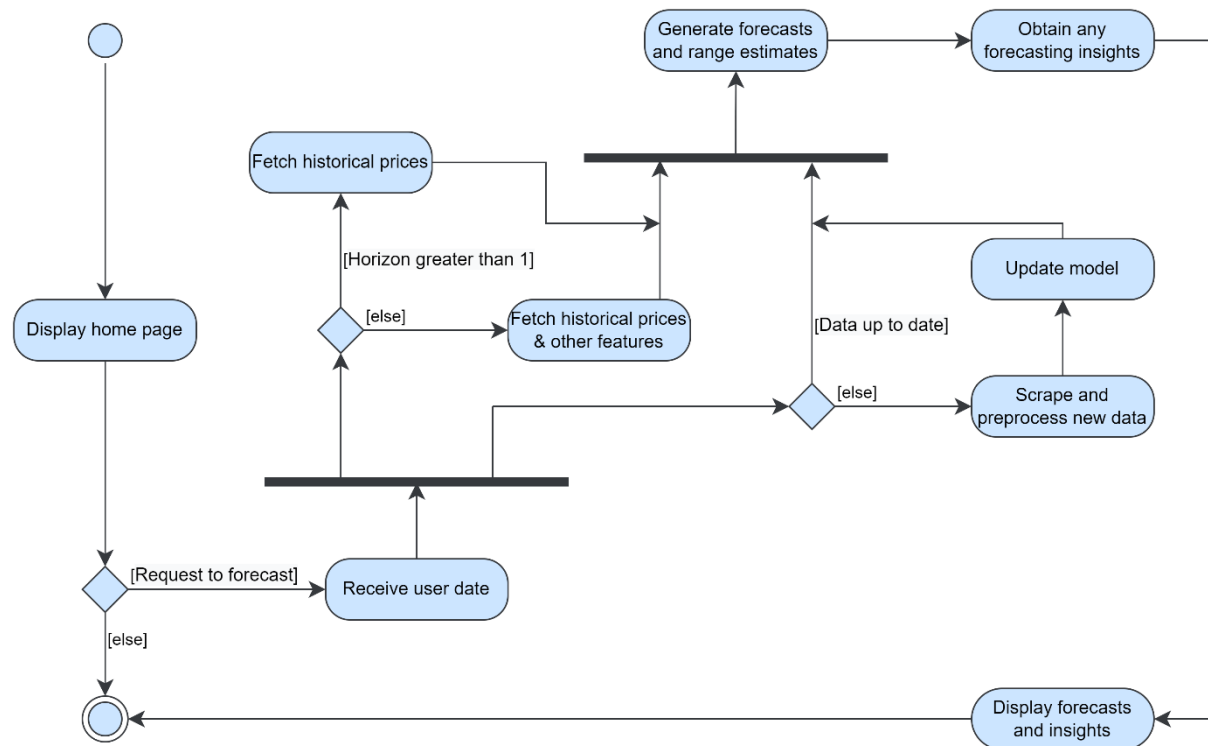 Generate forecasts
and range estimates
Obtain any
forecasting insights
Fetch historical prices
[Horizon greater than 1]
Update model
Display home page
[else]
Fetch historical prices
& other features
[Data up to date]
[else]
Scrape and
preprocess new data
[Request to forecast]
Receive user date
[else]
Display forecasts
and insights